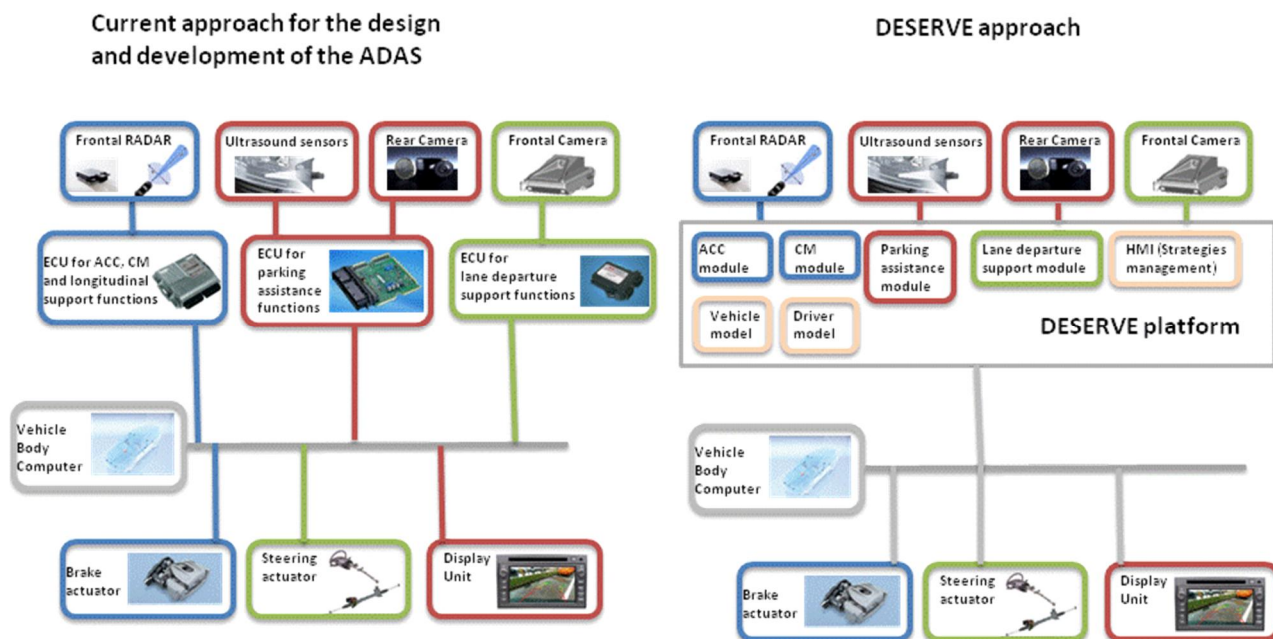 Current approach for the design
and development of the ADAS
Frontal RADAR
Ultrasound sensors
Rear Camera
Frontal Camera
ECU for ACC, CM
and longitudinal
support functions
ECU for
parking
assistance
functions
ECU for
lane departure
support functions
Vehicle
Body
Computer
Brake
actuator
Steering
actuator
Display
Unit
DESERVE approach
Frontal RADAR
Ultrasound sensors
Rear Camera
Frontal Camera
ACC
module
CM
module
Parking
assistance
module
Lane departure
support module
HMI (Strategies
management)
Vehicle
model
Driver
model
DESERVE platform
Vehicle
Body
Computer
Brake
actuator
Steering
actuator
Display
Unit